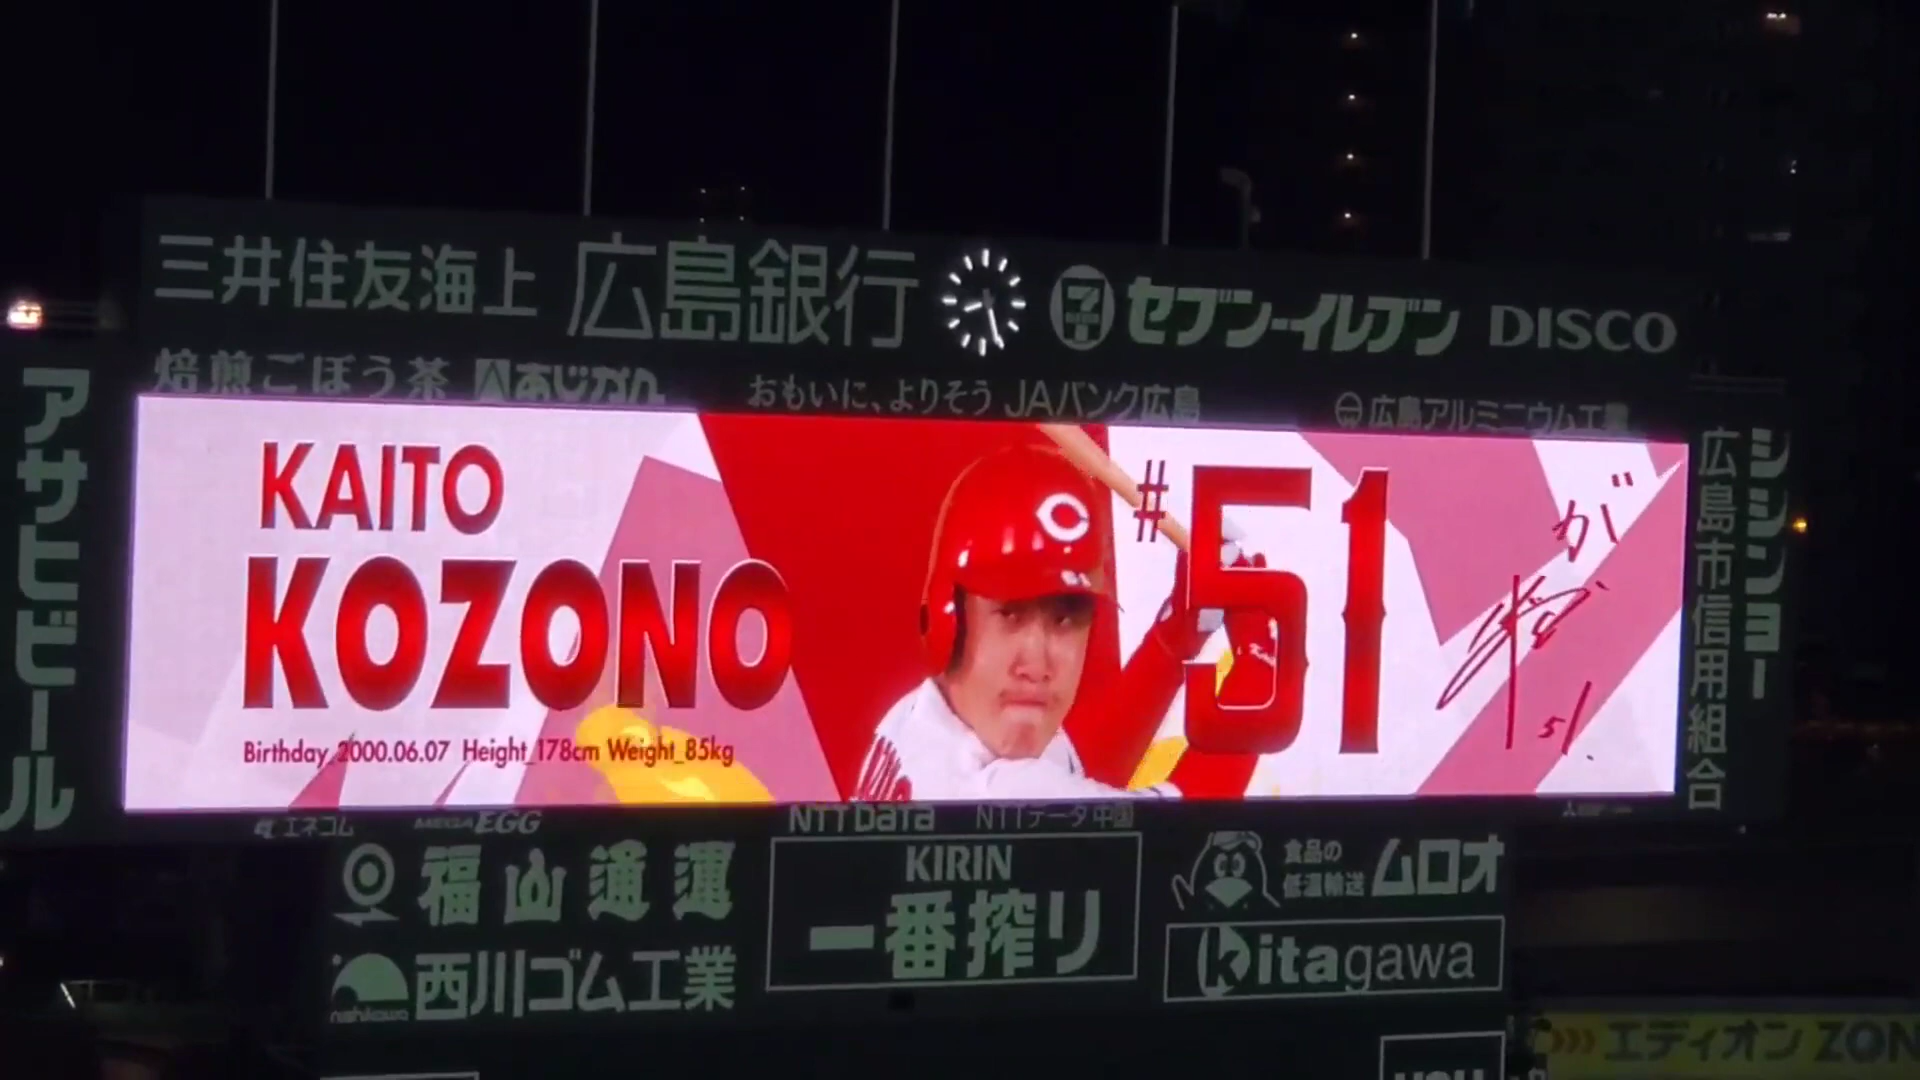 三井住友海上 広島銀行 7 セブン-イレブン DISCO
焙煎ごぼう茶 あじかん おもいに、よりそう JAバンク広島 広島アルミニウム工業
アサヒビール
KAITO
KOZONO
Birthday_2000.06.07 Height_178cm Weight_85kg
C
#51
が
51.
シシンヨー
広島市信用組合
エネコム MEGA EGG NTT DATA NTTデータ中国
福山通運
KIRIN
一番搾り
食品の
低温輸送 ムロオ
nishikawa 西川ゴム工業
Kitagawa
エディオン ZON